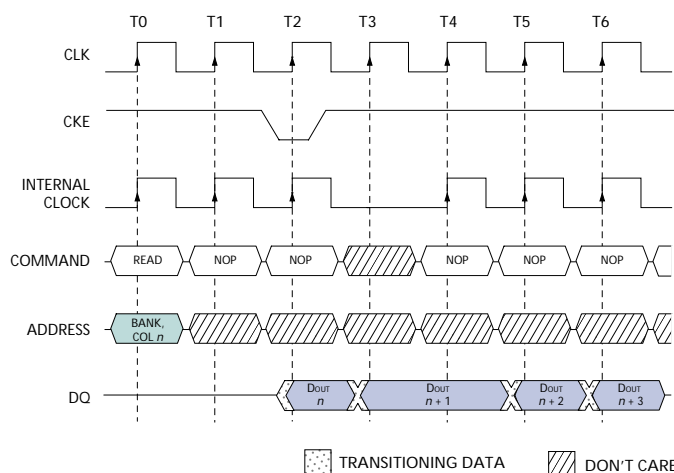 T0 T1 T2 T3 T4 T5 T6
CLK
CKE
INTERNAL
CLOCK
COMMAND READ NOP NOP NOP NOP NOP
ADDRESS BANK,
COL n
DQ DOUT DOUT DOUT DOUT
n n + 1 n + 2 n + 3
TRANSITIONING DATA DON'T CARE